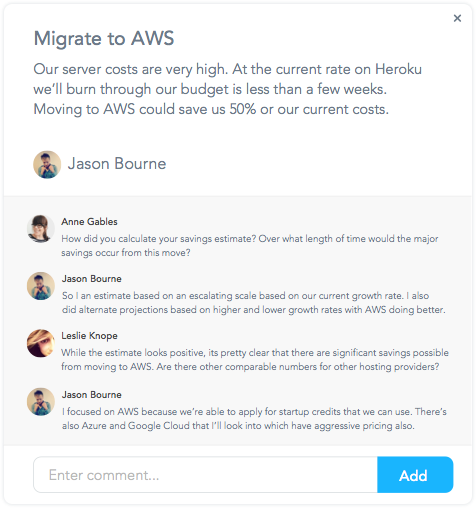 ×
Migrate to AWS
Our server costs are very high. At the current rate on Heroku
we'll burn through our budget is less than a few weeks.
Moving to AWS could save us 50% or our current costs.
Jason Bourne
Anne Gables
How did you calculate your savings estimate? Over what length of time would the major
savings occur from this move?
Jason Bourne
So I an estimate based on an escalating scale based on our current growth rate. I also
did alternate projections based on higher and lower growth rates with AWS doing better.
Leslie Knope
While the estimate looks positive, its pretty clear that there are significant savings possible
from moving to AWS. Are there other comparable numbers for other hosting providers?
Jason Bourne
I focused on AWS because we're able to apply for startup credits that we can use. There's
also Azure and Google Cloud that I'll look into which have aggressive pricing also.
Enter comment...
Add